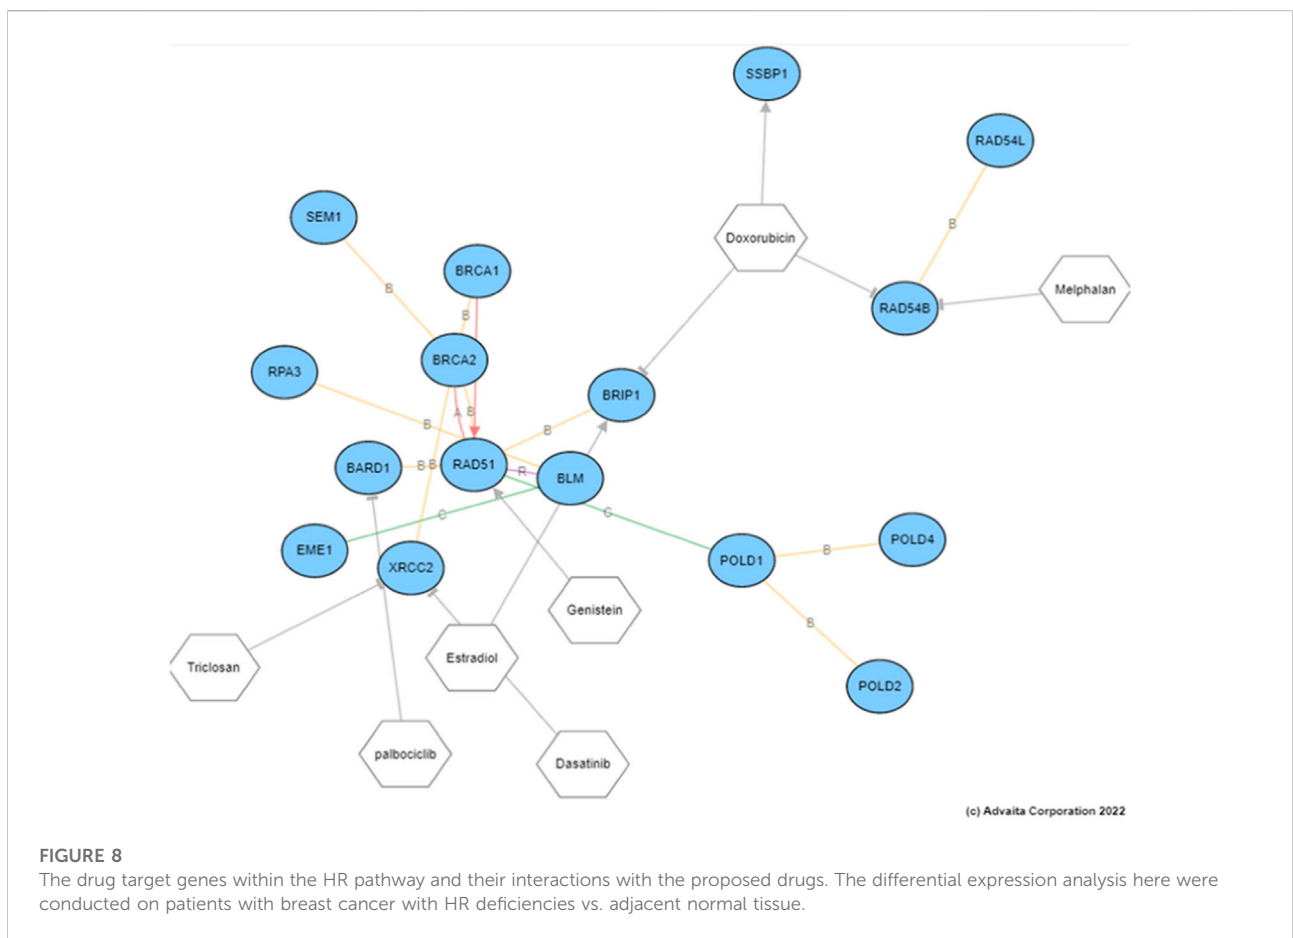 SSBP1
RAD54L
B
SEM1
Doxorubicin
BRCA1
B
Melphalan
B
RAD54B
BRCA2
RPA3
BRIP1
A B
B
B
BARD1
B B
RAD51
R
BLM
C
C
EME1
XRCC2
POLD1
B
POLD4
Genistein
B
Triclosan
Estradiol
POLD2
palbociclib
Dasatinib
(c) Advaita Corporation 2022
FIGURE 8
The drug target genes within the HR pathway and their interactions with the proposed drugs. The differential expression analysis here were
conducted on patients with breast cancer with HR deficiencies vs. adjacent normal tissue.